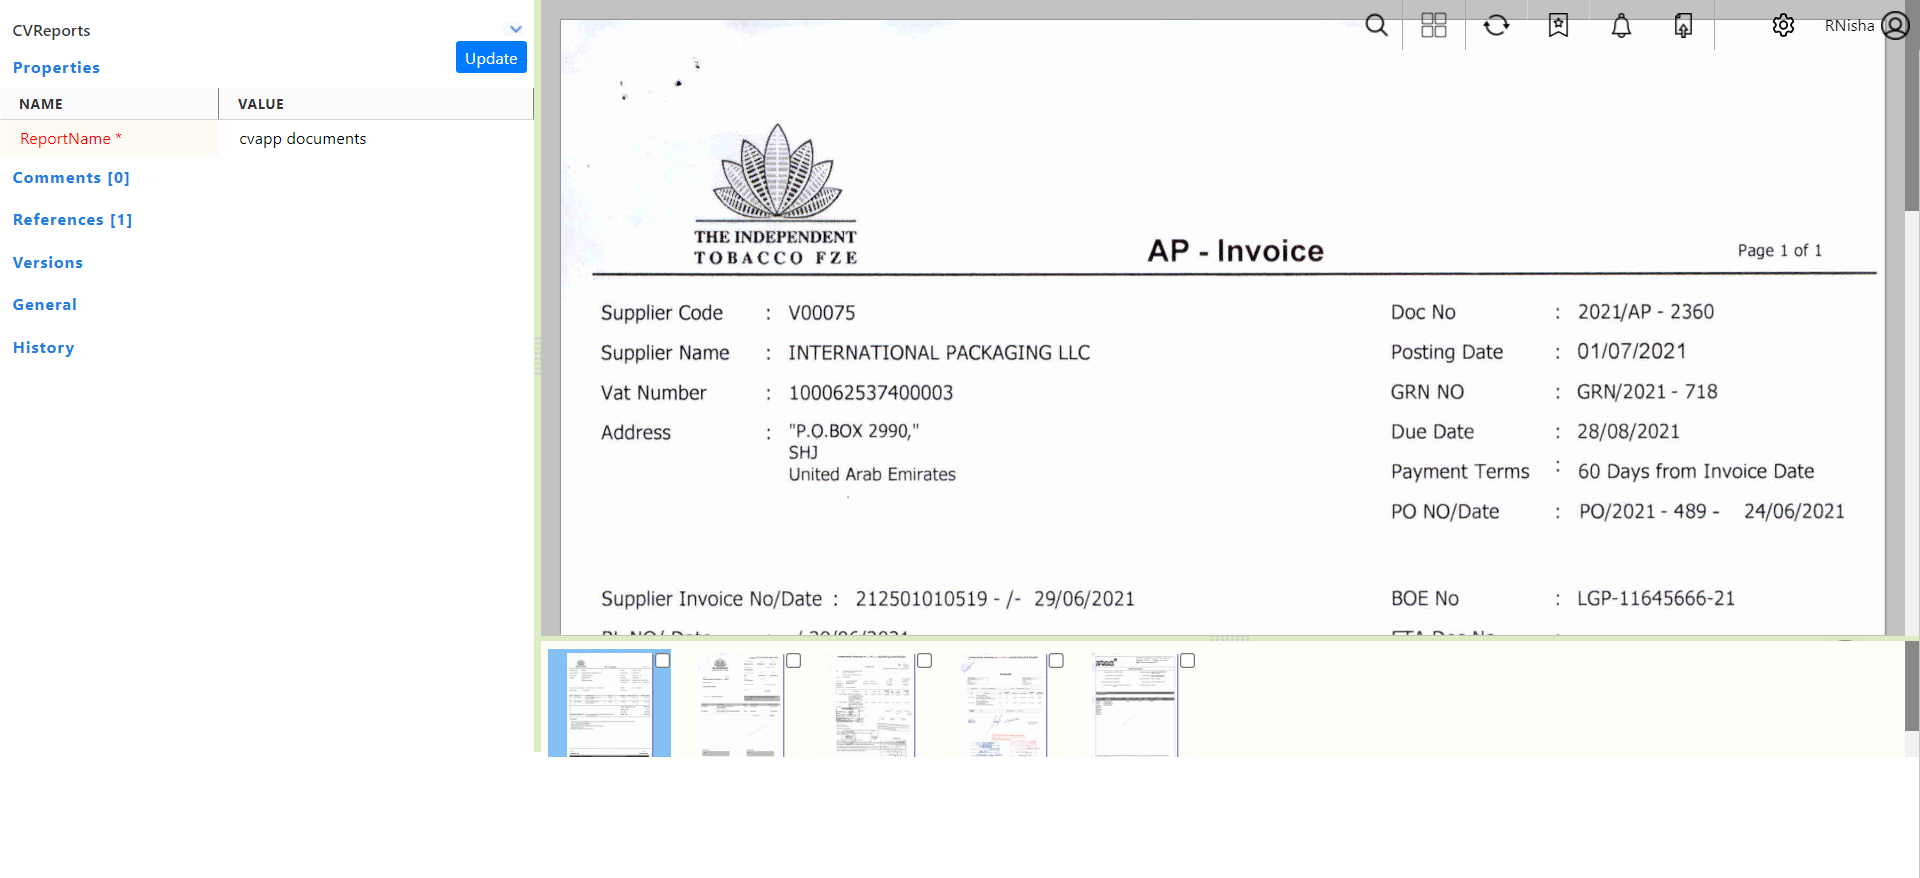 CVReports
Properties
Update
NAME VALUE
ReportName * cvapp documents
Comments [0]
References [1]
Versions
General
History
RNisha
THE INDEPENDENT
TOBACCO FZE
AP - Invoice
Page 1 of 1
Supplier Code : V00075
Supplier Name : INTERNATIONAL PACKAGING LLC
Vat Number : 100062537400003
Address : "P.O.BOX 2990,"
SHJ
United Arab Emirates
Doc No : 2021/AP - 2360
Posting Date : 01/07/2021
GRN NO : GRN/2021 - 718
Due Date : 28/08/2021
Payment Terms : 60 Days from Invoice Date
PO NO/Date : PO/2021 - 489 - 24/06/2021
Supplier Invoice No/Date : 212501010519 - /- 29/06/2021
BOE No : LGP-11645666-21